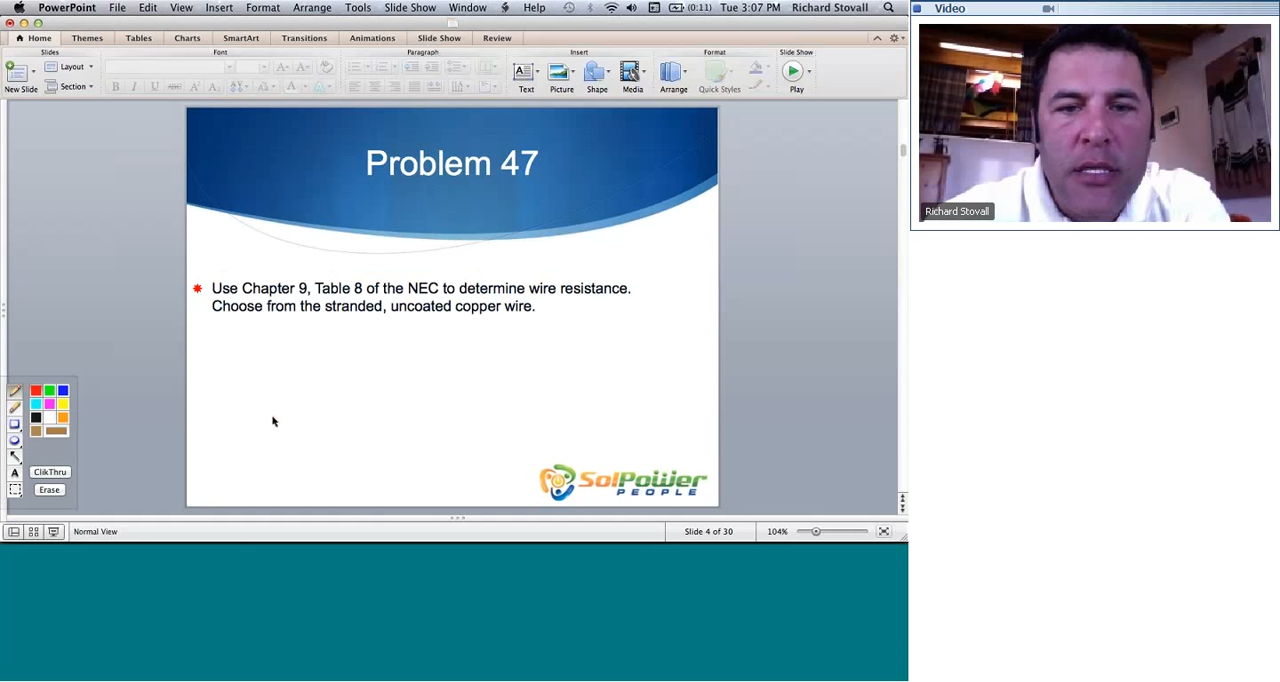 PowerPoint File Edit View Insert Format Arrange Tools Slide Show Window Help (0:11) Tue 3:07 PM Richard Stovall
Video
Home Themes Tables Charts SmartArt Transitions Animations Slide Show Review
Slides Font Paragraph Insert Format Slide Show
New Slide Layout Section
B I U ABC A A
Text Picture Shape Media Arrange Quick Styles Play
Problem 47
Use Chapter 9, Table 8 of the NEC to determine wire resistance.
Choose from the stranded, uncoated copper wire.
SolPower
PEOPLE
A
ClikThru
Erase
Richard Stovall
Normal View Slide 4 of 30 104%